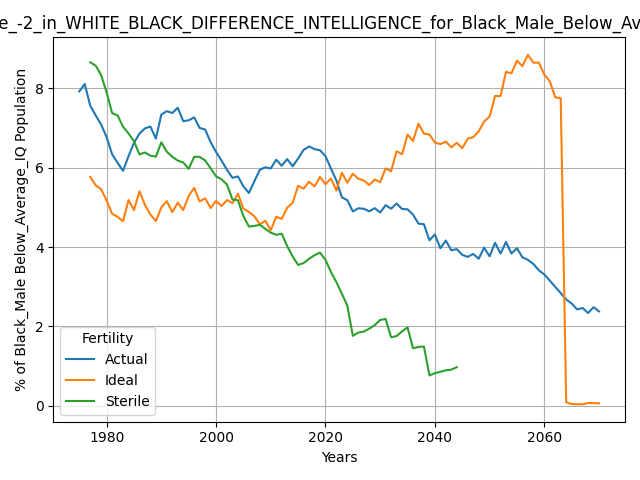 e_-2_in_WHITE_BLACK_DIFFERENCE_INTELLIGENCE_for_Black_Male_Below_Av
% of Black_Male Below_Average_IQ Population
8
6
4
2
0
Fertility
Actual
Ideal
Sterile
1980
2000
2020
2040
2060
Years